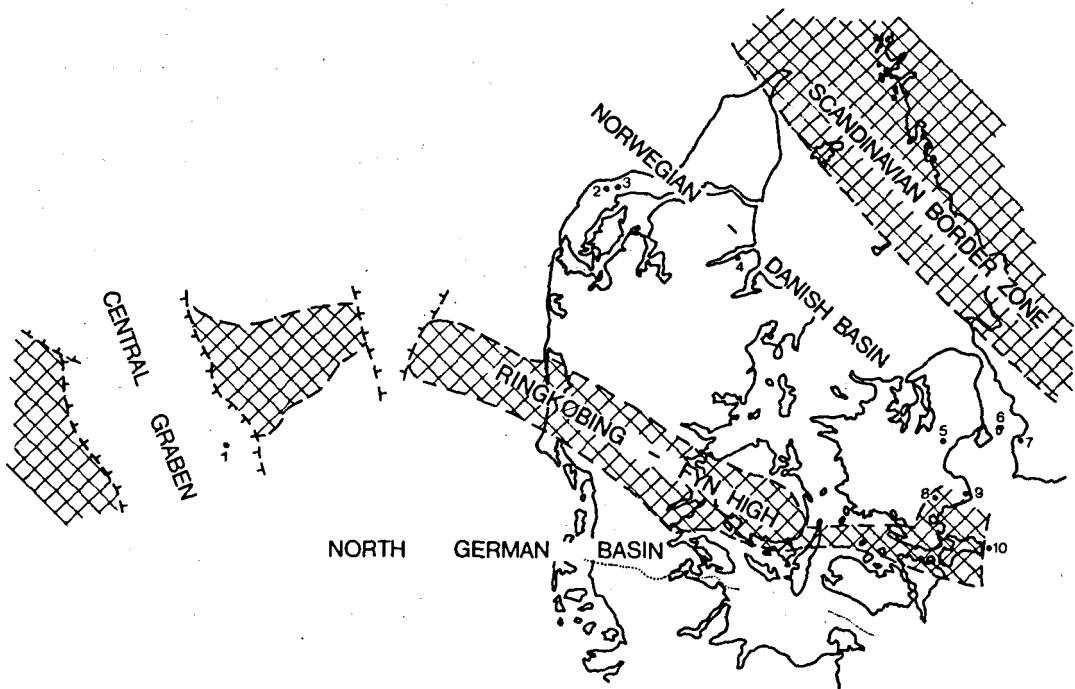 NORWEGIAN
DANISH BASIN
SCANDINAVIAN BORDER ZONE
CENTRAL
GRABEN
RINGKØBING
FYN HIGH
NORTH GERMAN BASIN
1
2
3
4
5
6
7
8
9
10